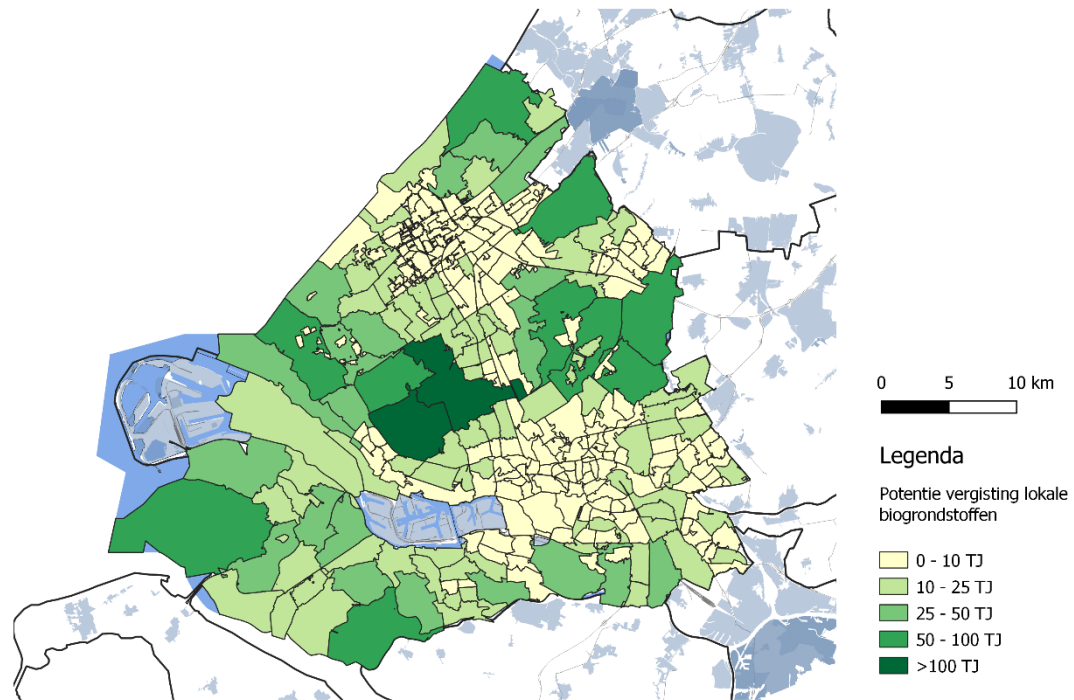 0 5 10 km
Legenda
Potentie vergisting lokale
biogrondstoffen
0 - 10 TJ
10 - 25 TJ
25 - 50 TJ
50 - 100 TJ
>100 TJ